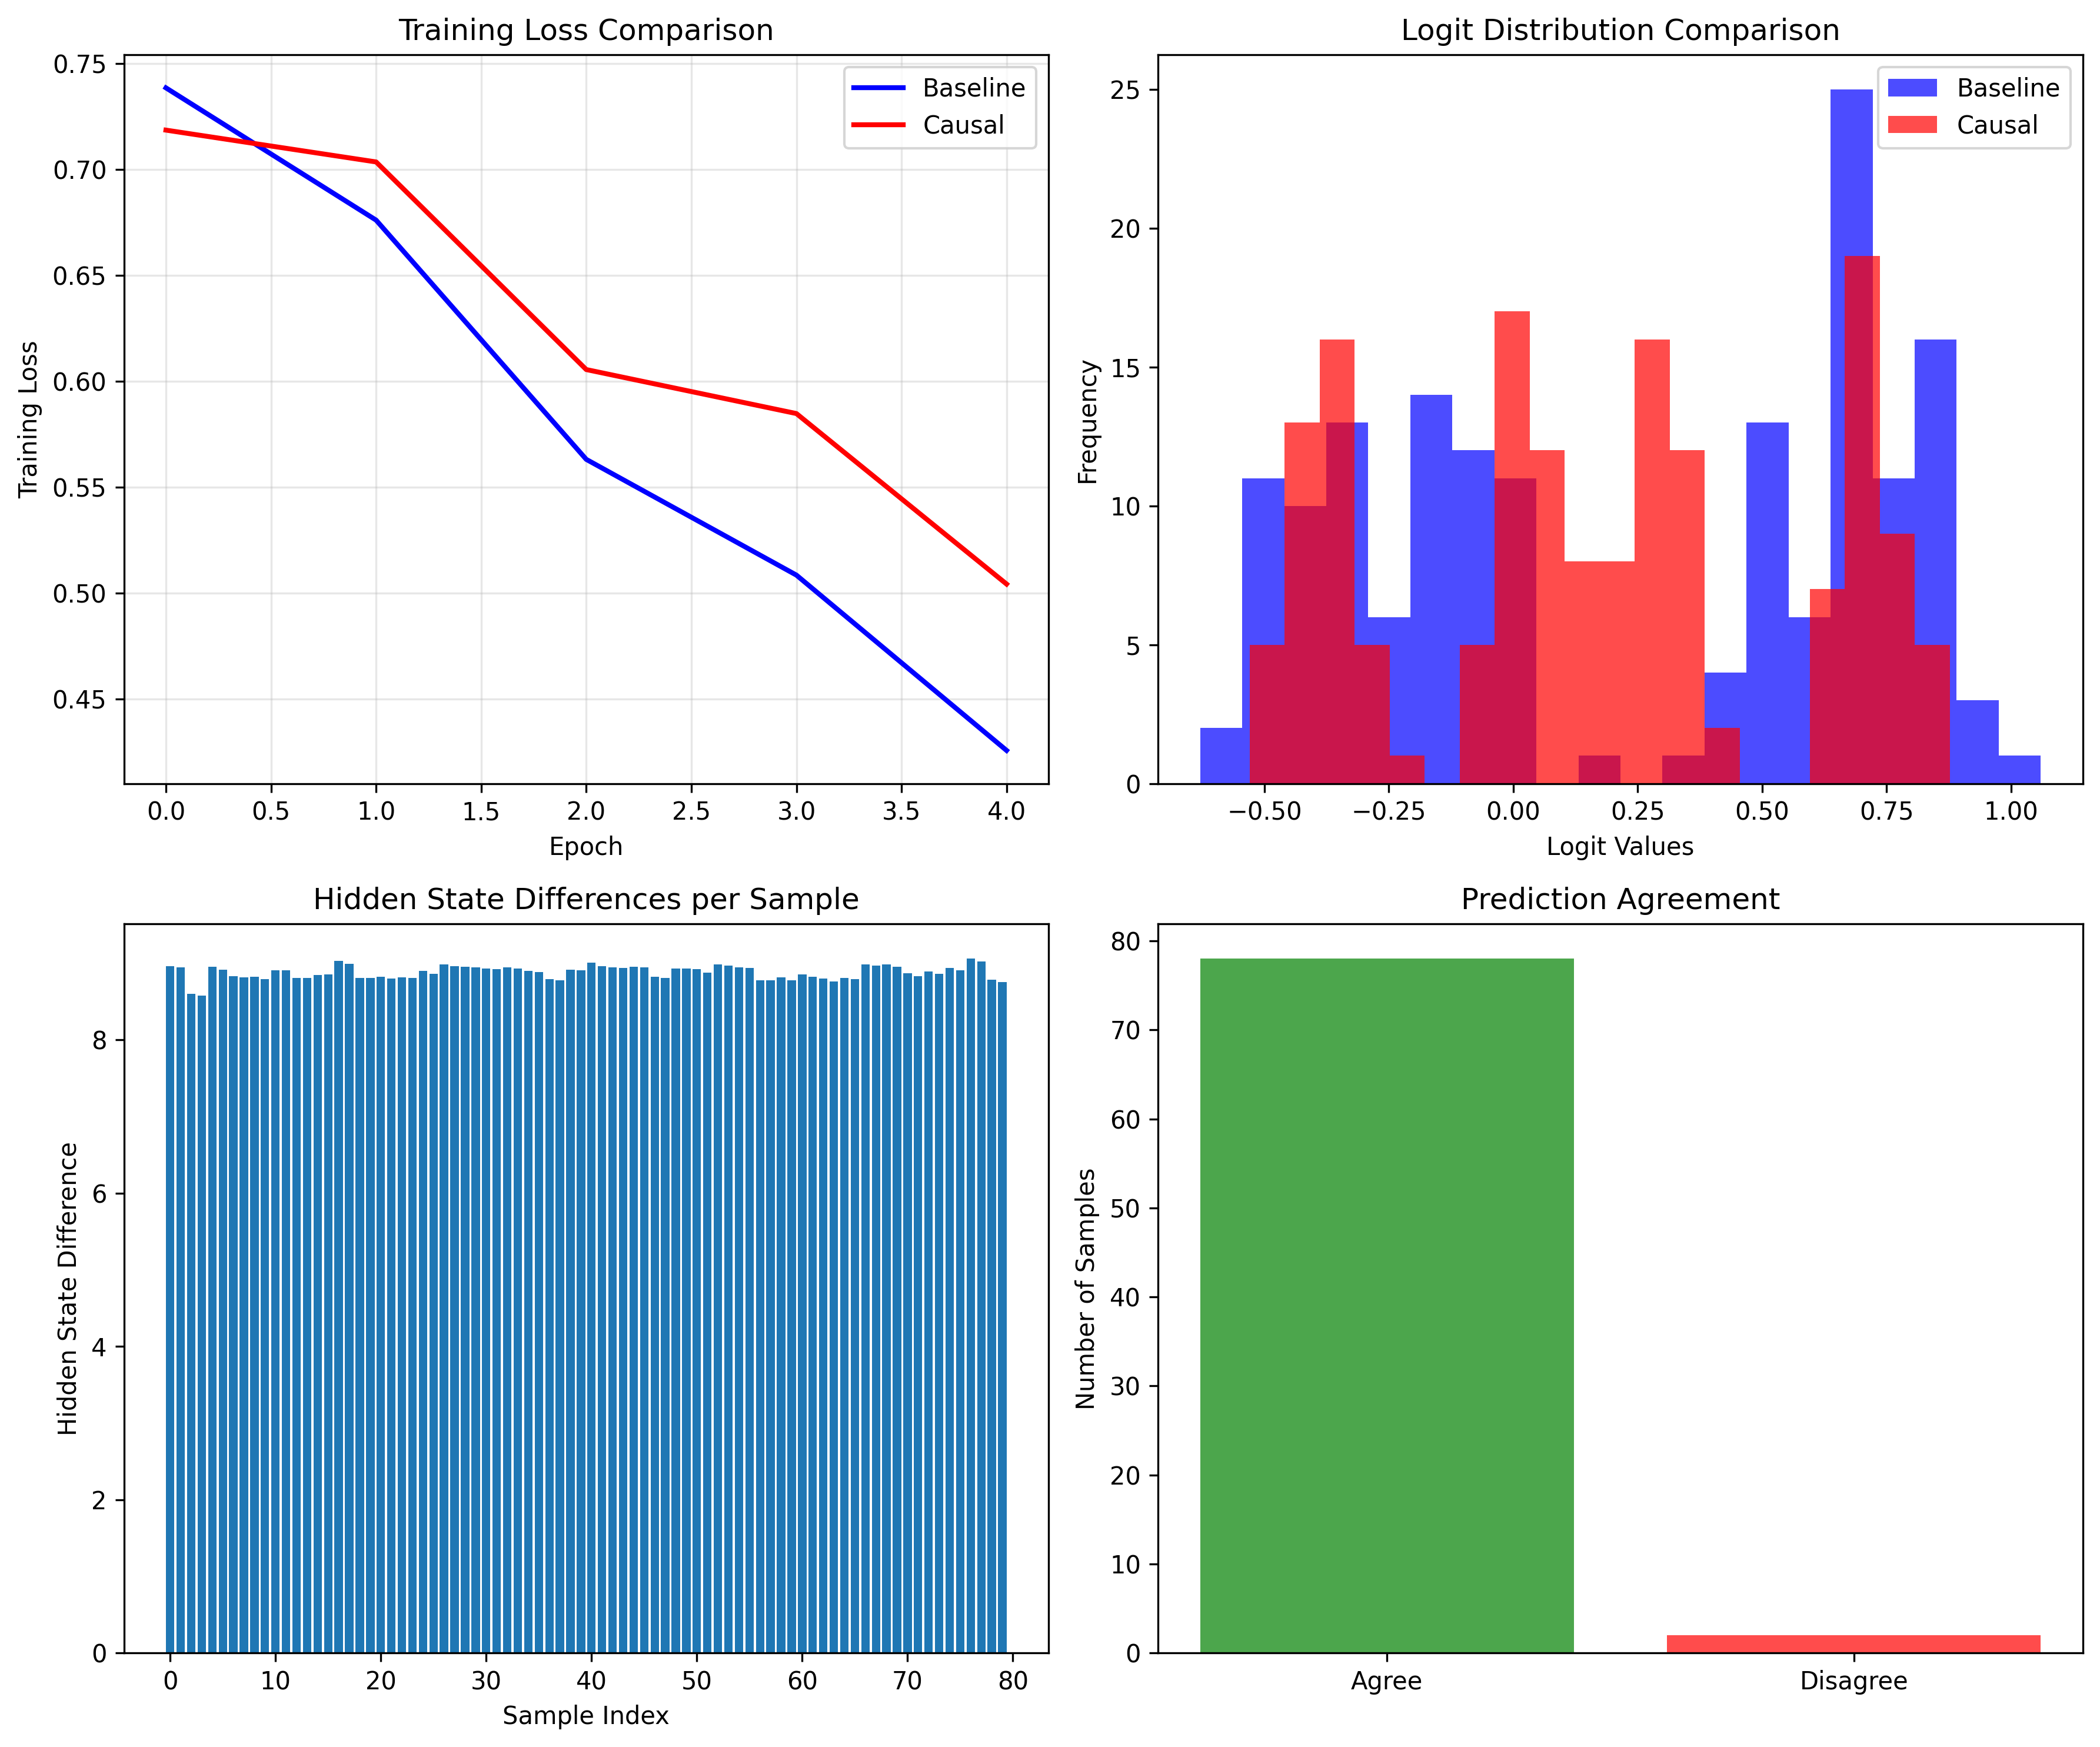 Training Loss Comparison
0.75
0.70
0.65
0.60
0.55
0.50
0.45
Training Loss
Baseline
Causal
0.0 0.5 1.0 1.5 2.0 2.5 3.0 3.5 4.0
Epoch
Logit Distribution Comparison
25
20
15
10
5
0
Frequency
Baseline
Causal
−0.50 −0.25 0.00 0.25 0.50 0.75 1.00
Logit Values
Hidden State Differences per Sample
8
6
4
2
0
Hidden State Difference
0 10 20 30 40 50 60 70 80
Sample Index
Prediction Agreement
80
70
60
50
40
30
20
10
0
Number of Samples
Agree Disagree